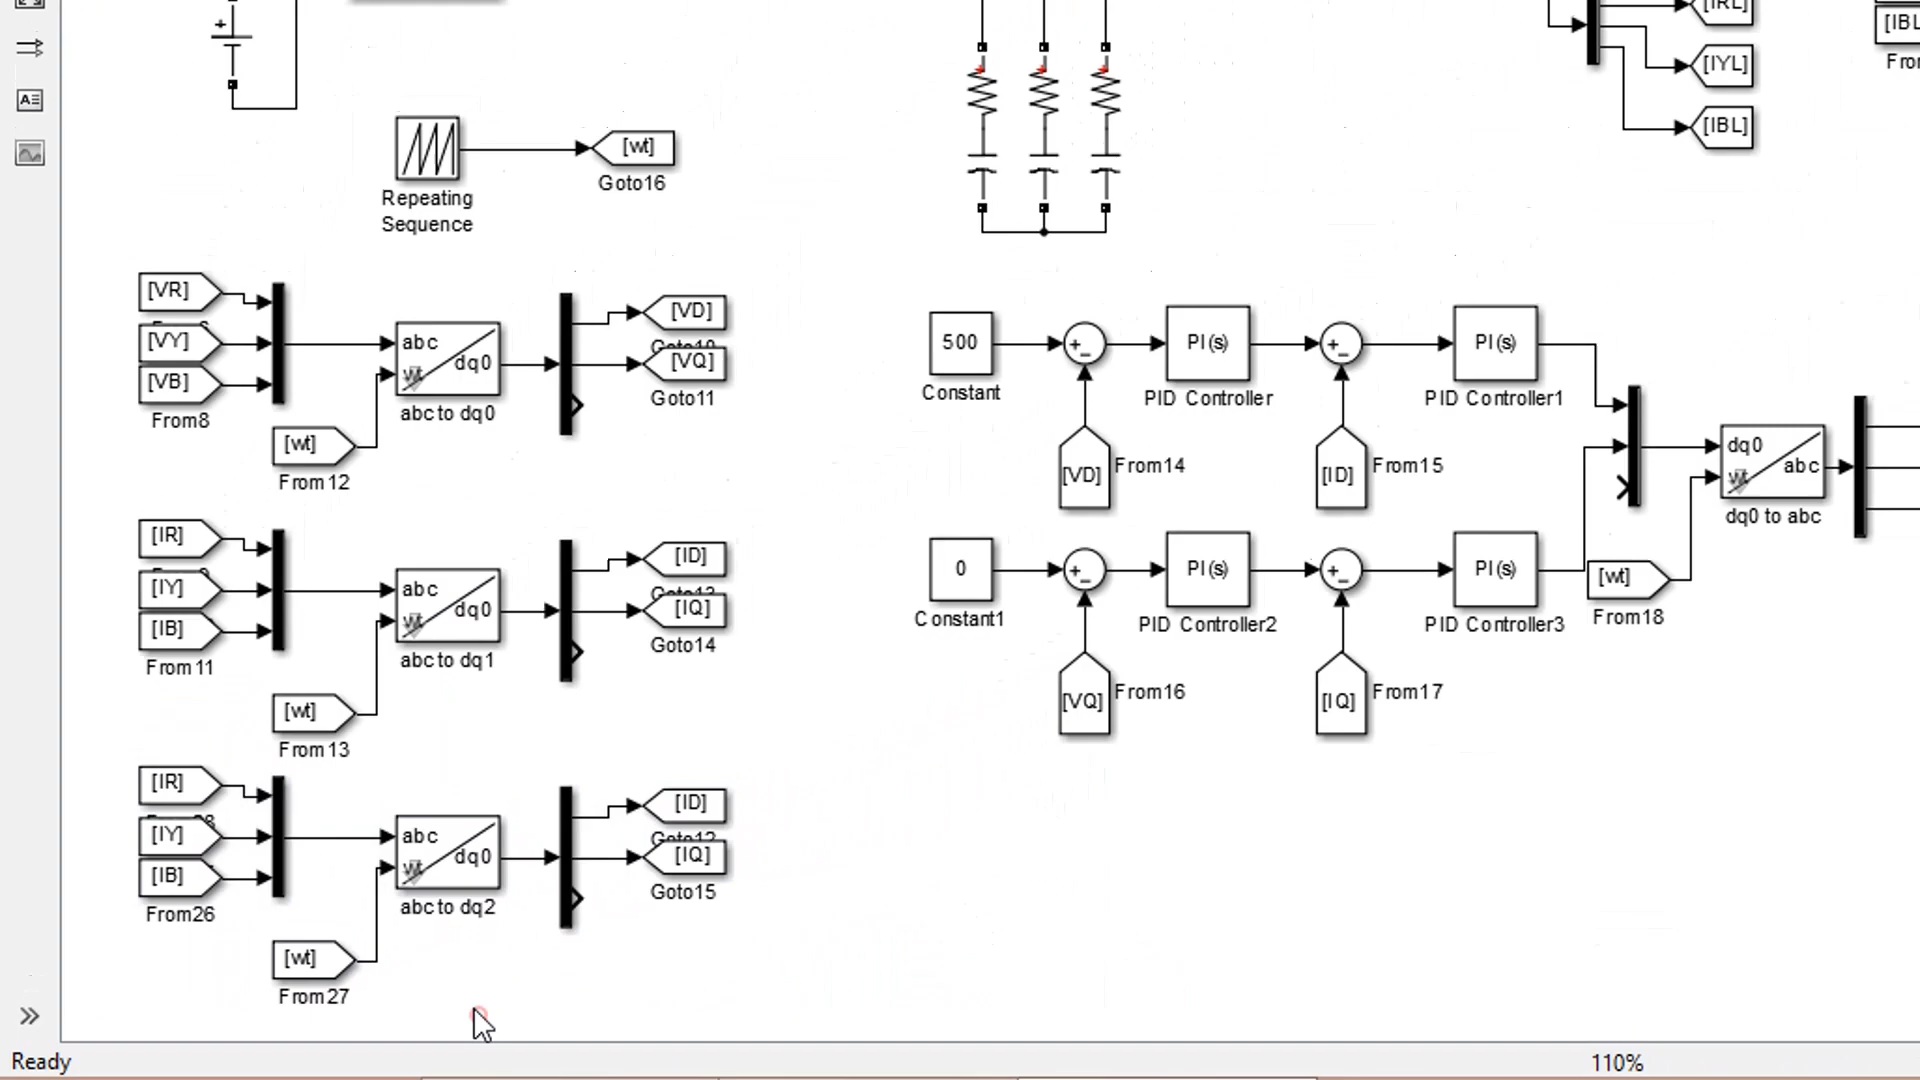 [IRL]
[IBL
[IYL]
Fro
[IBL]
[wt]
Goto16
Repeating
Sequence
[VR]
[VY]
[VB]
From8
abc
dq0
wt
abc to dq0
[VD]
[VQ]
Goto11
[wt]
From12
500
Constant
PI(s)
PID Controller
PI(s)
PID Controller1
[VD]
From14
[ID]
From15
dq0
abc
wt
dq0 to abc
[IR]
[IY]
[IB]
From11
abc
dq0
wt
abc to dq1
[ID]
[IQ]
Goto14
[wt]
From13
0
Constant1
PI(s)
PID Controller2
PI(s)
PID Controller3
[wt]
From18
[VQ]
From16
[IQ]
From17
[IR]
[IY]
[IB]
From26
abc
dq0
wt
abc to dq2
[ID]
[IQ]
Goto15
[wt]
From27
Ready
110%